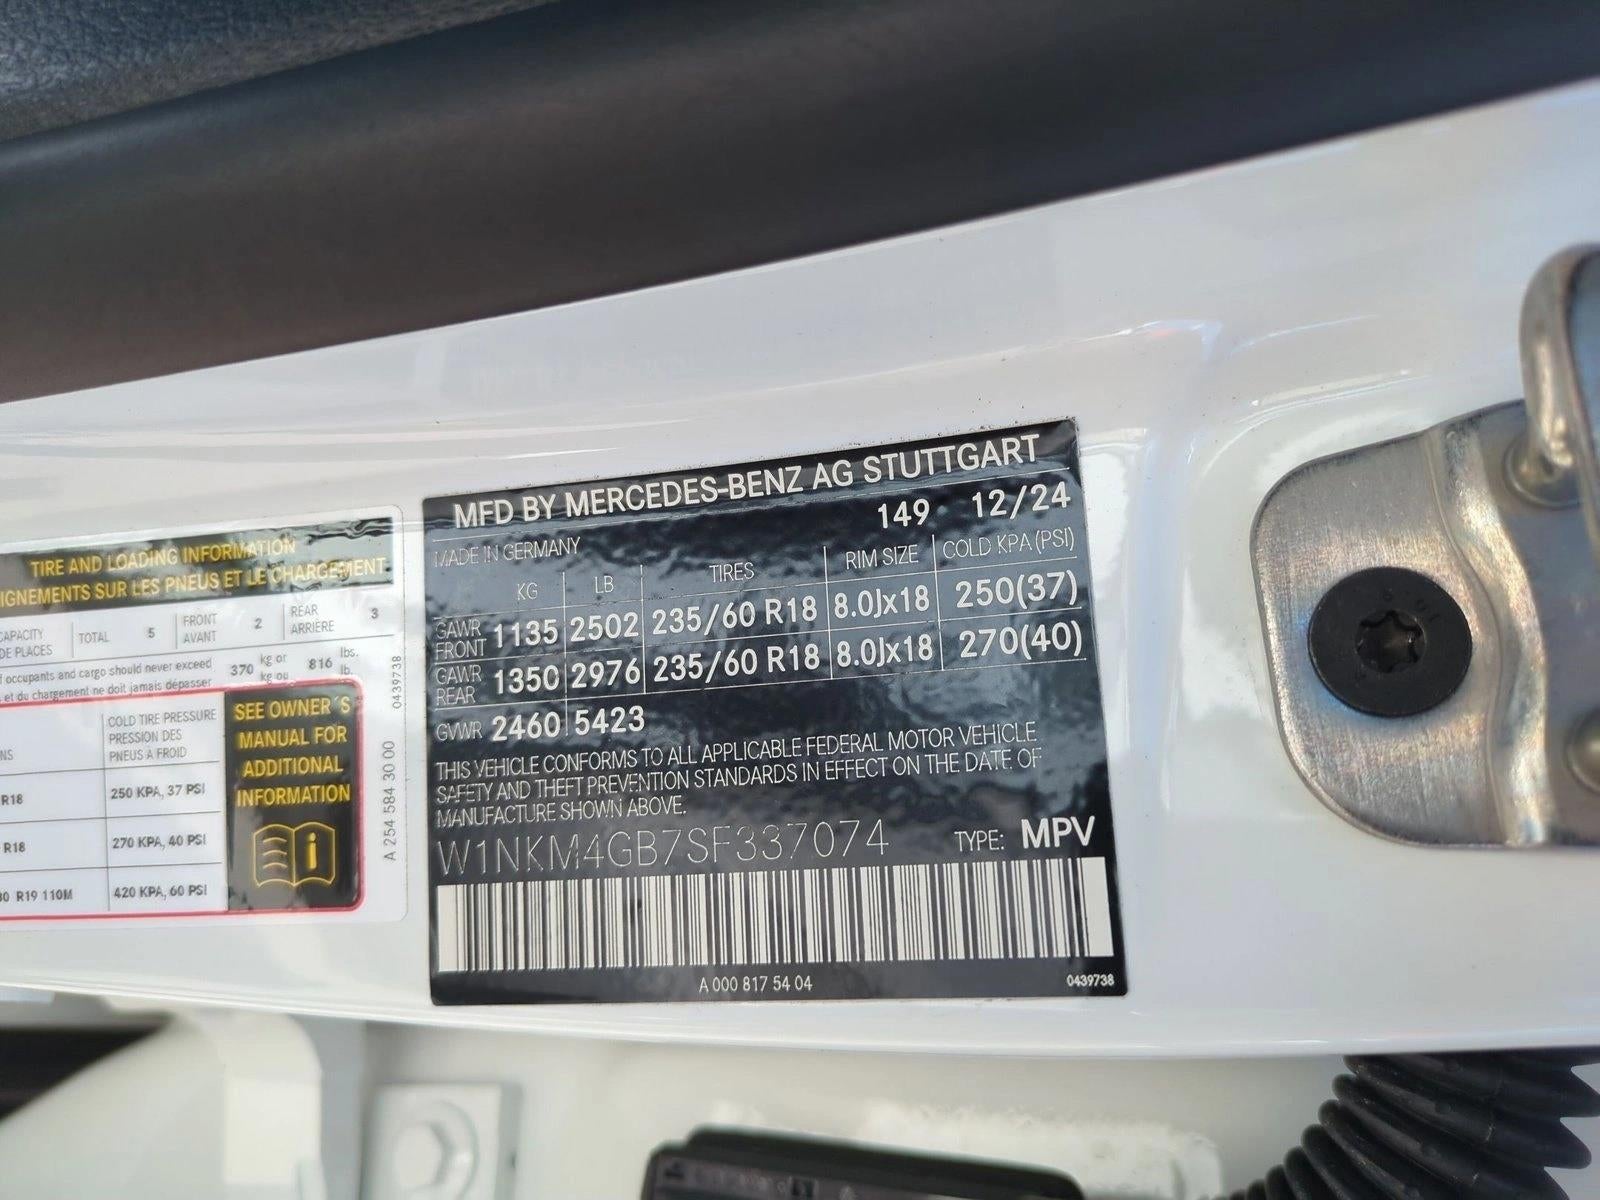 TIRE AND LOADING INFORMATION
IGNEMENTS SUR LES PNEUS ET LE CHARGEMENT
CAPACITY
DE PLACES
TOTAL 5
FRONT
AVANT
2
REAR
ARRIÈRE
3
f occupants and cargo should never exceed
et du chargement ne doit jamais dépasser
370 kg or
kg ou
816 lbs.
lb.
COLD TIRE PRESSURE
PRESSION DES
PNEUS À FROID
NS
R18 250 KPA, 37 PSI
R18 270 KPA, 40 PSI
R19 110M 420 KPA, 60 PSI
SEE OWNER´S
MANUAL FOR
ADDITIONAL
INFORMATION
i
0439738
A 254 584 30 00
MFD BY MERCEDES-BENZ AG STUTTGART
149 12/24
MADE IN GERMANY
KG LB TIRES RIM SIZE COLD KPA(PSI)
GAWR
FRONT
1135 2502 235/60 R18 8.0Jx18 250(37)
GAWR
REAR
1350 2976 235/60 R18 8.0Jx18 270(40)
GVWR 2460 5423
THIS VEHICLE CONFORMS TO ALL APPLICABLE FEDERAL MOTOR VEHICLE
SAFETY AND THEFT PREVENTION STANDARDS IN EFFECT ON THE DATE OF
MANUFACTURE SHOWN ABOVE.
W1NKM4GB7SF337074 TYPE: MPV
A 000 817 54 04
0439738